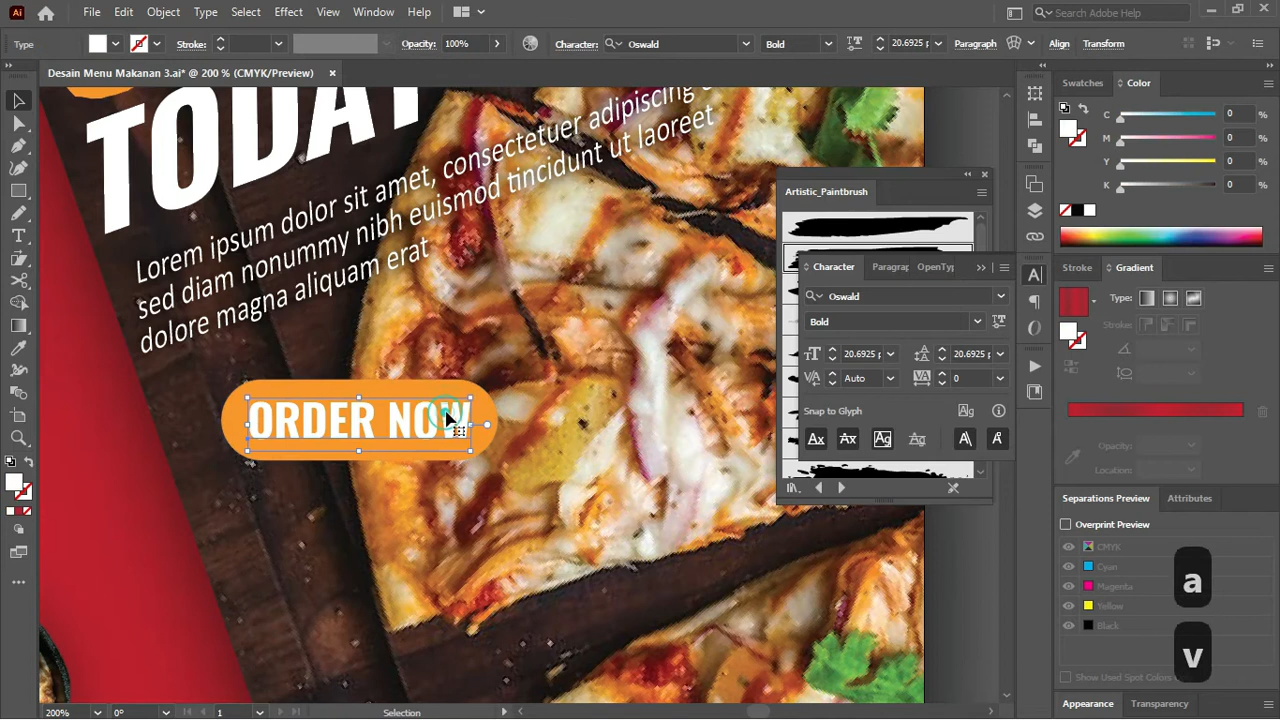 Ai File Edit Object Type Select Effect View Window Help Search Adobe Help
Type Stroke: Opacity: 100% Character: Oswald Bold 20.6925 Paragraph Align Transform
Desain Menu Makanan 3.ai* @ 200 % (CMYK/Preview)
TODAY
Lorem ipsum dolor sit amet, consectetuer adipiscing
sed diam nonummy nibh euismod tincidunt ut laoreet
dolore magna aliquam erat
ORDER NOW
Artistic_Paintbrush
Character Paragraph OpenTyp
Oswald
Bold
20.6925 p 20.6925 p
Auto 0
Snap to Glyph
Swatches Color
C 0 %
M 0 %
Y 0 %
K 0 %
Stroke Gradient
Type:
Stroke:
Opacity:
Location:
Separations Preview Attributes
Overprint Preview
CMYK
Cyan
Magenta
Yellow
Black
Show Used Spot Colors
a
v
Appearance Transparency
200% 0° 1 Selection